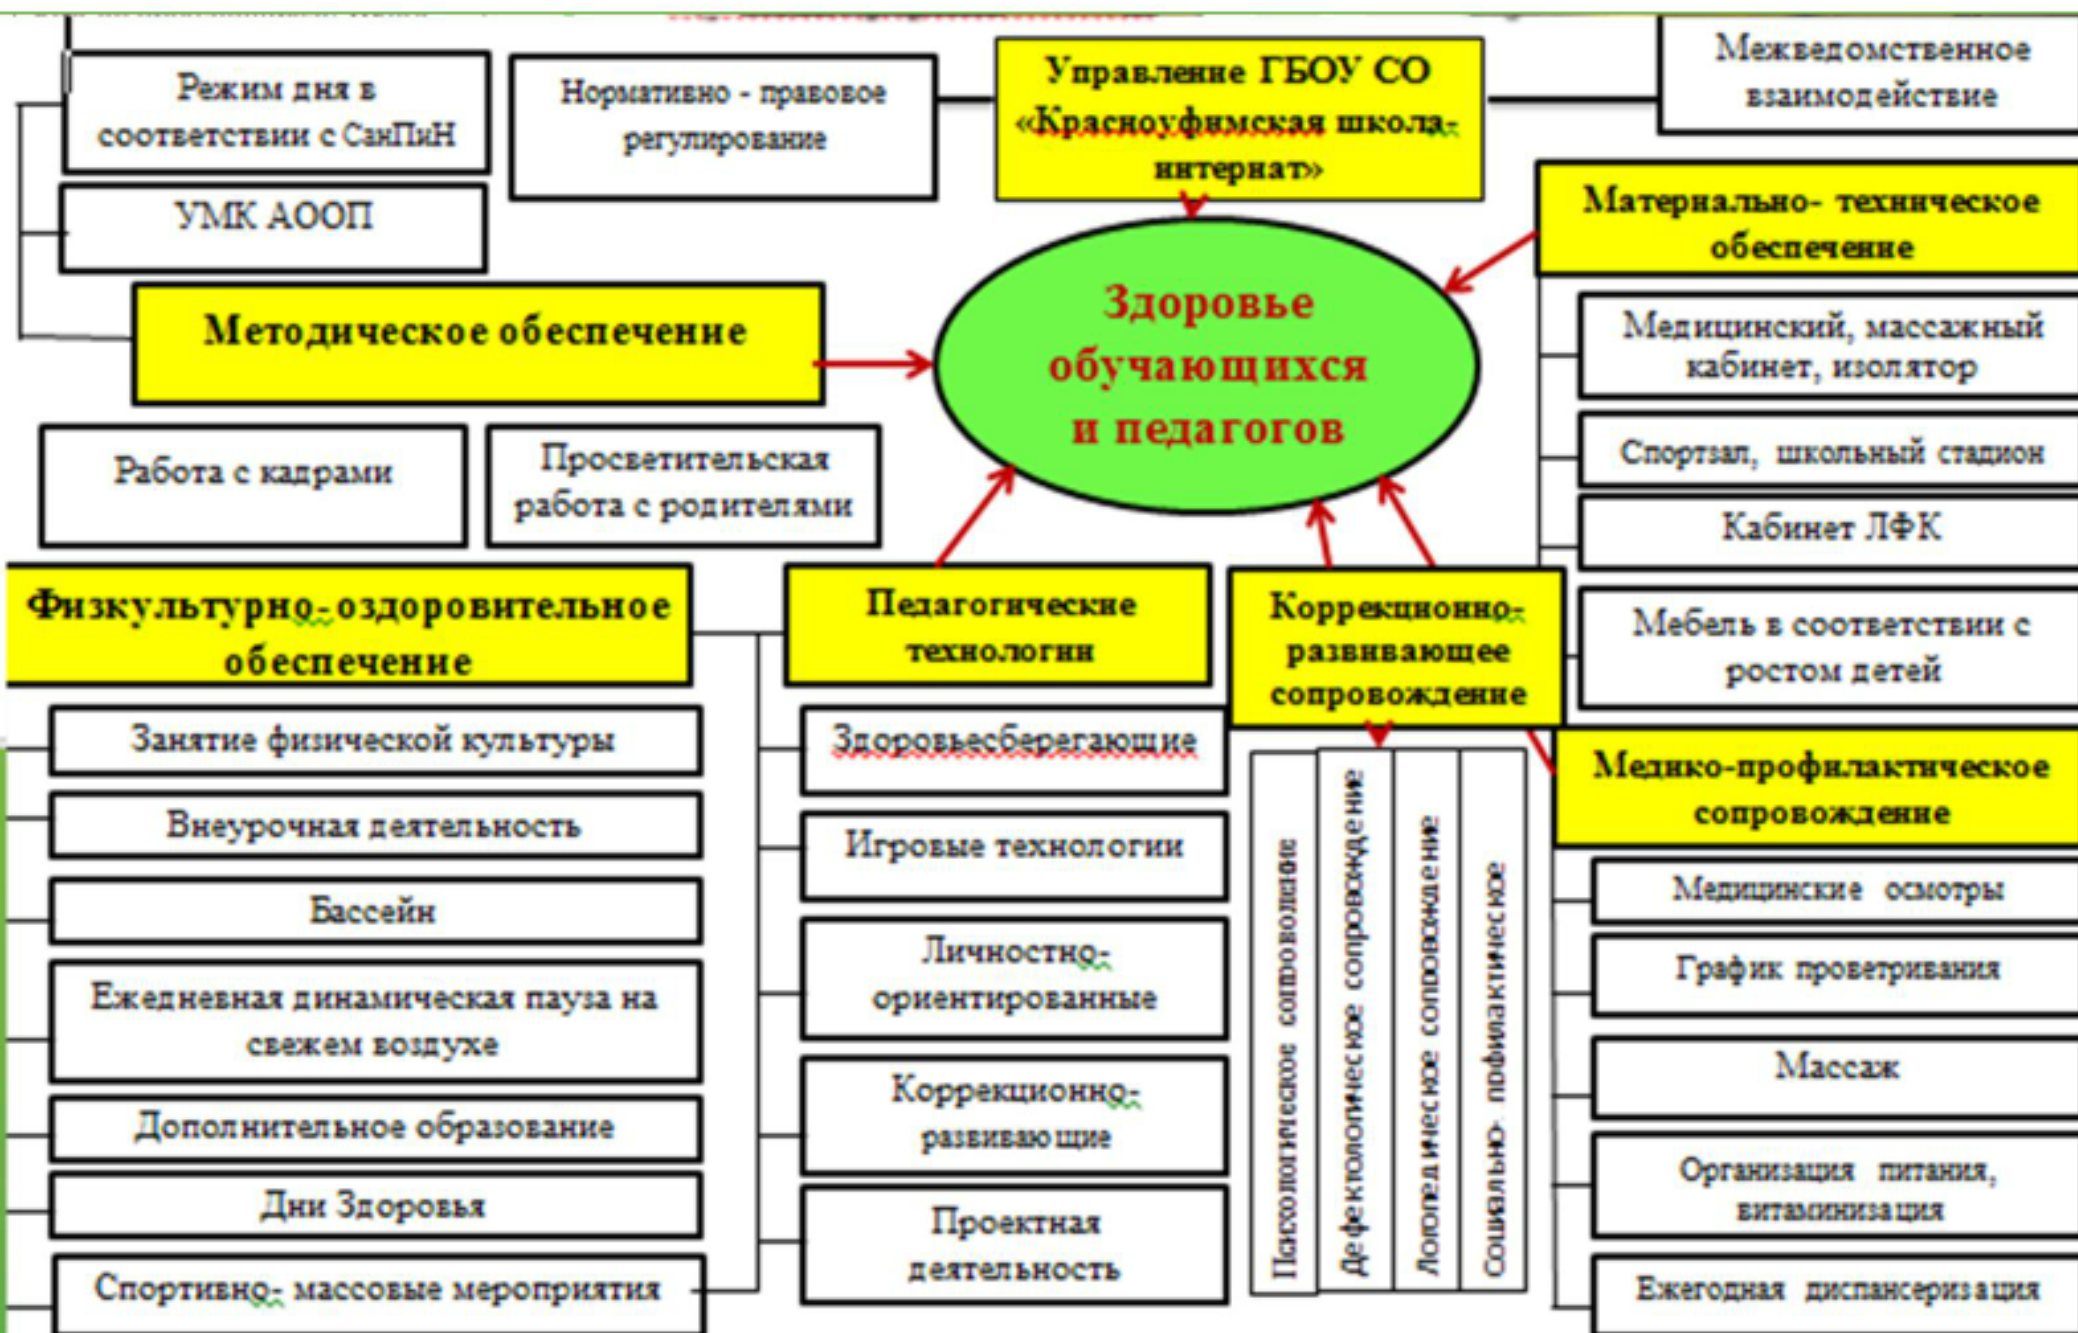 Режим дня в
соответствии с СанПиН
Нормативно - правовое
регулирование
Управление ГБОУ СО
«Красноуфимская школа-
интернат»
Межведомственное
взаимодействие
УМК АООП
Материально- техническое
обеспечение
Методическое обеспечение
Здоровье
обучающихся
и педагогов
Медицинский, массажный
кабинет, изолятор
Спортзал, школьный стадион
Кабинет ЛФК
Мебель в соответствии с
ростом детей
Работа с кадрами
Просветительская
работа с родителями
Физкультурно- оздоровительное
обеспечение
Занятие физической культуры
Внеурочная деятельность
Бассейн
Ежедневная динамическая пауза на
свежем воздухе
Дополнительное образование
Дни Здоровья
Спортивно- массовые мероприятия
Педагогические
технологии
Здоровьесберегающие
Игровые технологии
Личностно-
ориентированные
Коррекционно-
развивающие
Проектная
деятельность
Коррекционно-
развивающее
сопровождение
Психологическое
Дефектологическое сопровождение
Логопедическое сопровождение
Социально- профилактическое
Медико-профилактическое
сопровождение
Медицинские осмотры
График проветривания
Массаж
Организация питания,
витаминизация
Ежегодная диспансеризация